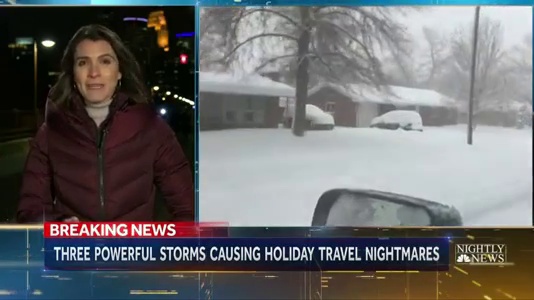 BREAKING NEWS
THREE POWERFUL STORMS CAUSING HOLIDAY TRAVEL NIGHTMARES
NIGHTLY
NEWS